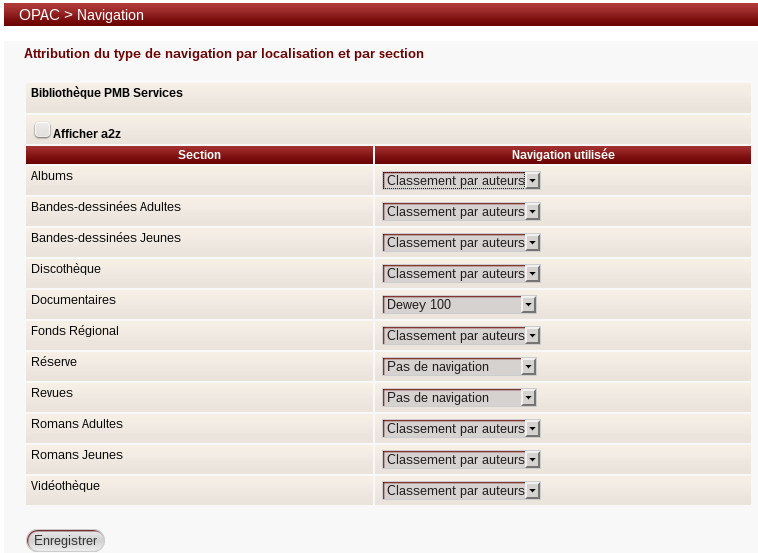 OPAC > Navigation
Attribution du type de navigation par localisation et par section
Bibliothèque PMB Services
Afficher a2z
Section Navigation utilisée
Albums Classement par auteurs
Bandes-dessinées Adultes Classement par auteurs
Bandes-dessinées Jeunes Classement par auteurs
Discothèque Classement par auteurs
Documentaires Dewey 100
Fonds Régional Classement par auteurs
Réserve Pas de navigation
Revues Pas de navigation
Romans Adultes Classement par auteurs
Romans Jeunes Classement par auteurs
Vidéothèque Classement par auteurs
Enregistrer